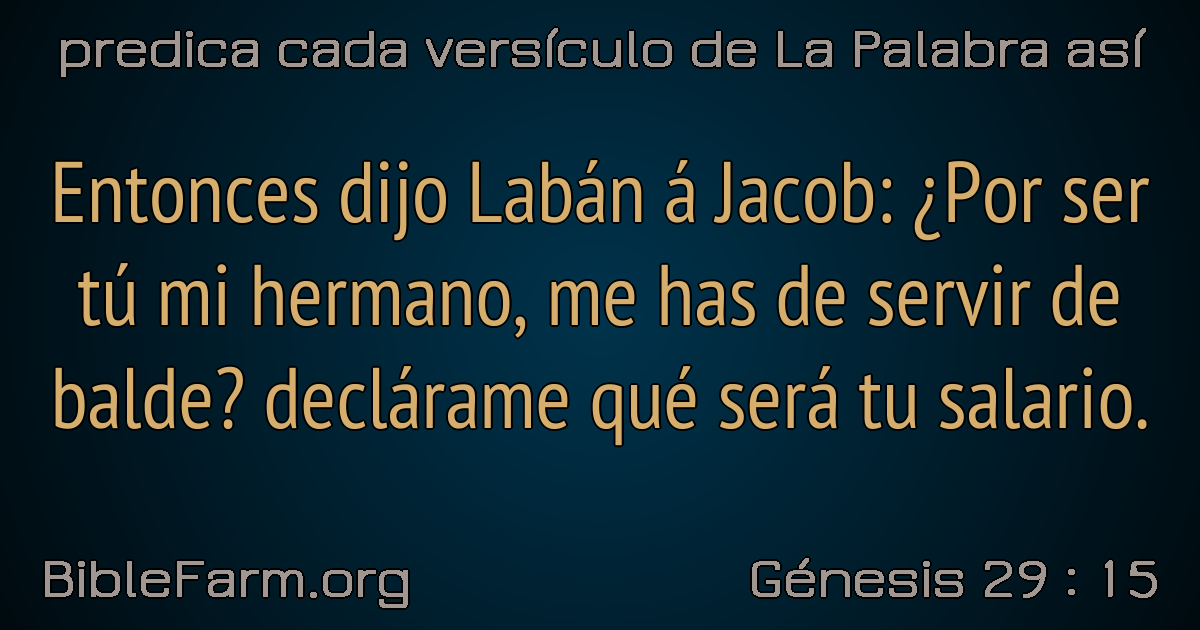 predica cada versículo de La Palabra así
Entonces dijo Labán á Jacob: ¿Por ser
tú mi hermano, me has de servir de
balde? declárame qué será tu salario.
BibleFarm.org
Génesis 29 : 15